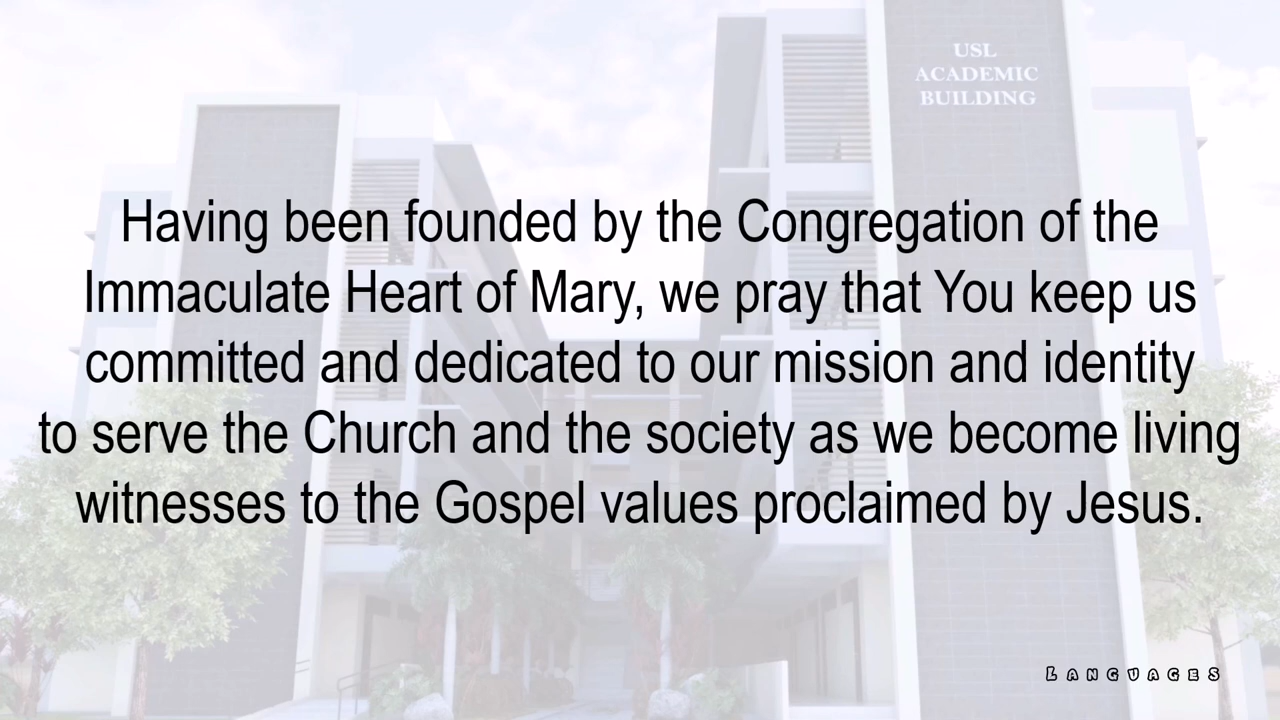 USL
ACADEMIC
BUILDING
Having been founded by the Congregation of the
Immaculate Heart of Mary, we pray that You keep us
committed and dedicated to our mission and identity
to serve the Church and the society as we become living
witnesses to the Gospel values proclaimed by Jesus.
LANGUAGES